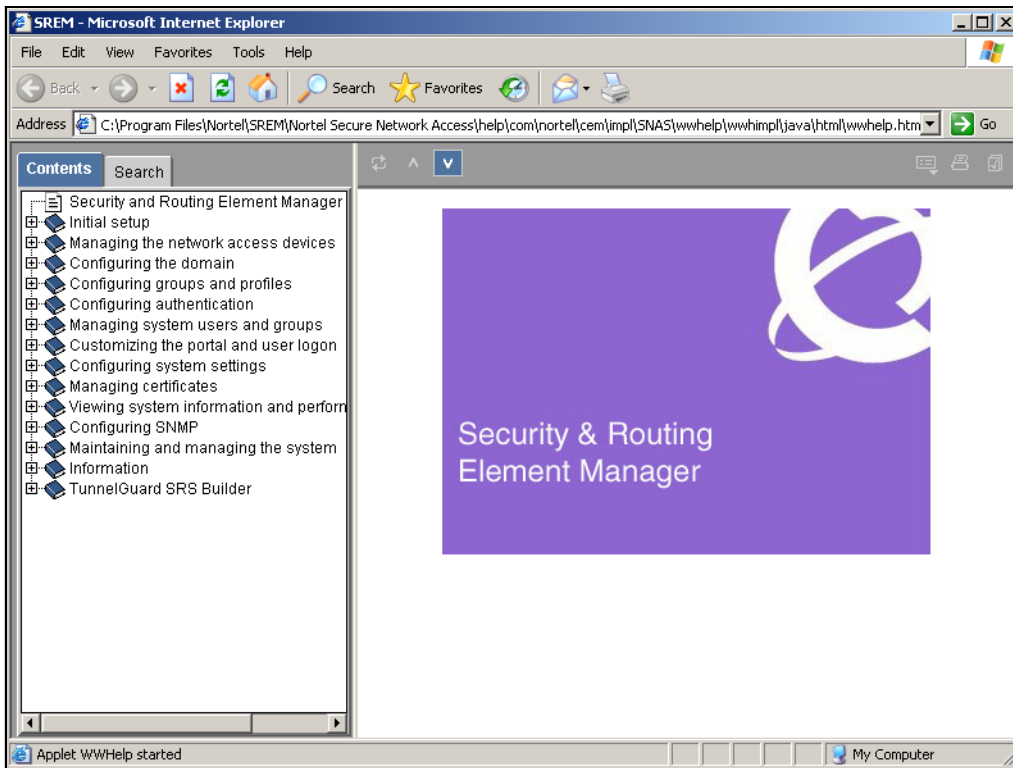 SREM - Microsoft Internet Explorer
File Edit View Favorites Tools Help
Back Search Favorites
Address C:\Program Files\Nortel\SREM\Nortel Secure Network Access\help\com\nortel\cem\impl\SNAS\wwhelp\wwhimpl\java\html\wwhelp.htm Go
Contents Search
Security and Routing Element Manager
Initial setup
Managing the network access devices
Configuring the domain
Configuring groups and profiles
Configuring authentication
Managing system users and groups
Customizing the portal and user logon
Configuring system settings
Managing certificates
Viewing system information and perforn
Configuring SNMP
Maintaining and managing the system
Information
TunnelGuard SRS Builder
Security & Routing
Element Manager
Applet WWHelp started
My Computer